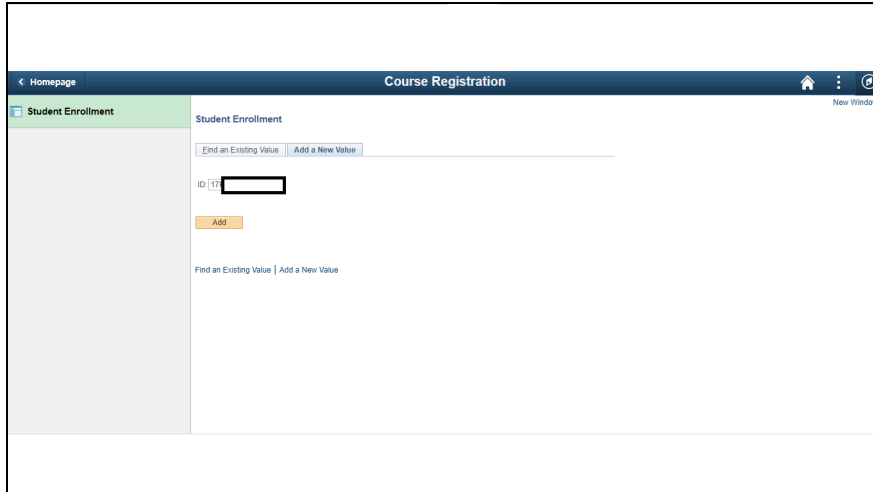 Homepage
Course Registration
New Window
Student Enrollment
Student Enrollment
Find an Existing Value
Add a New Value
ID: 17
Add
Find an Existing Value | Add a New Value